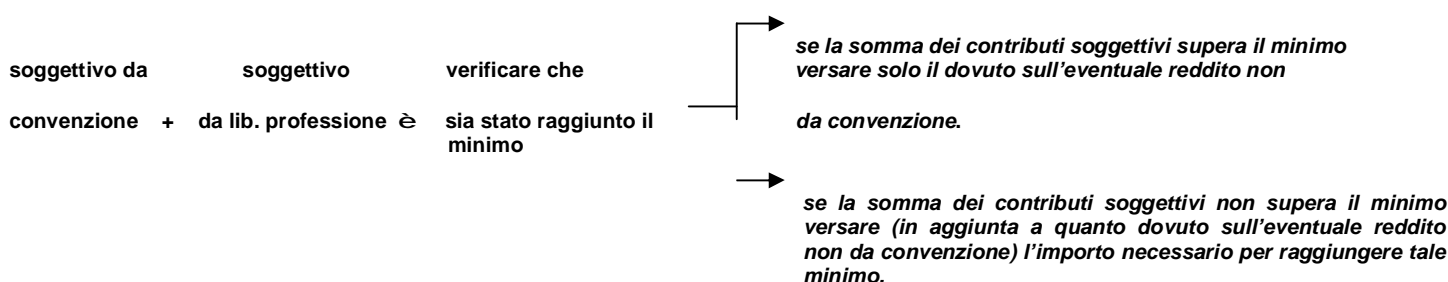 soggettivo da soggettivo verificare che
convenzione + da lib. professione è sia stato raggiunto il
minimo
se la somma dei contributi soggettivi supera il minimo
versare solo il dovuto sull'eventuale reddito non
da convenzione.
se la somma dei contributi soggettivi non supera il minimo
versare (in aggiunta a quanto dovuto sull'eventuale reddito
non da convenzione) l'importo necessario per raggiungere tale
minimo.